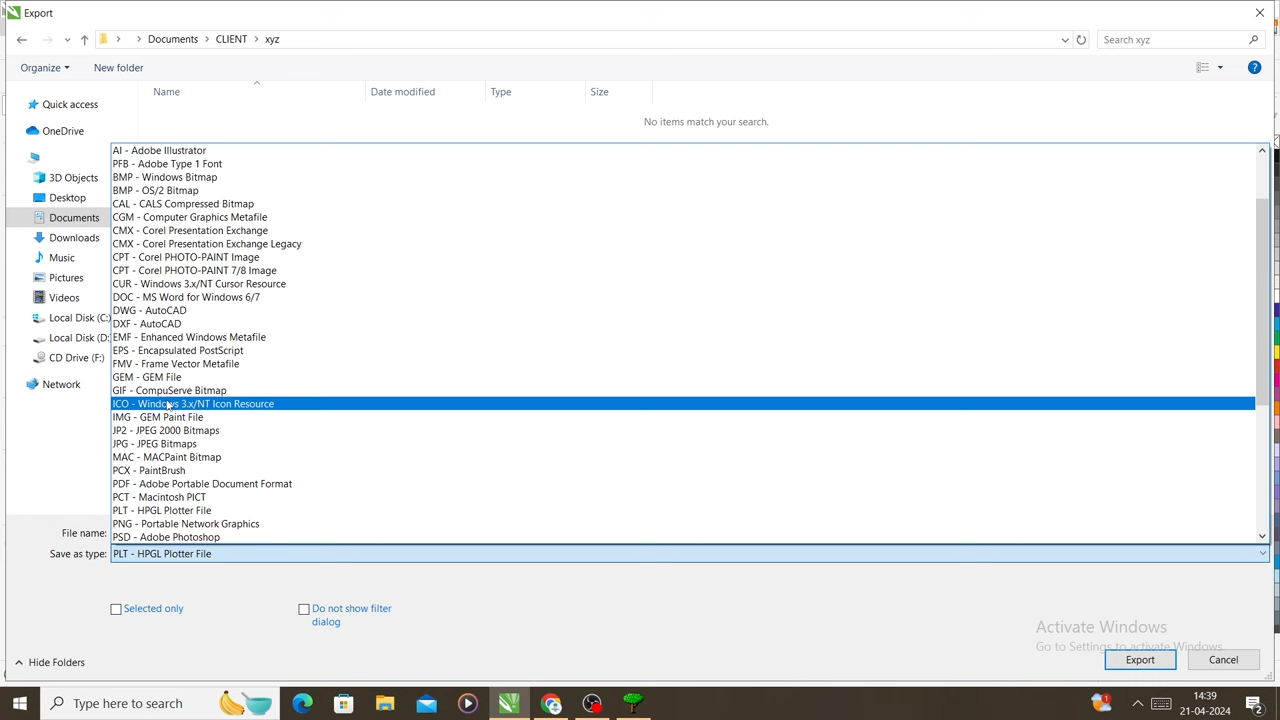 Export
Documents > CLIENT > xyz
Search xyz
Organize
New folder
Name
Date modified
Type
Size
No items match your search.
Quick access
OneDrive
3D Objects
Desktop
Documents
Downloads
Music
Pictures
Videos
Local Disk (C:)
Local Disk (D:
CD Drive (F:)
Network
AI - Adobe Illustrator
PFB - Adobe Type 1 Font
BMP - Windows Bitmap
BMP - OS/2 Bitmap
CAL - CALS Compressed Bitmap
CGM - Computer Graphics Metafile
CMX - Corel Presentation Exchange
CMX - Corel Presentation Exchange Legacy
CPT - Corel PHOTO-PAINT Image
CPT - Corel PHOTO-PAINT 7/8 Image
CUR - Windows 3.x/NT Cursor Resource
DOC - MS Word for Windows 6/7
DWG - AutoCAD
DXF - AutoCAD
EMF - Enhanced Windows Metafile
EPS - Encapsulated PostScript
FMV - Frame Vector Metafile
GEM - GEM File
GIF - CompuServe Bitmap
ICO - Windows 3.x/NT Icon Resource
IMG - GEM Paint File
JP2 - JPEG 2000 Bitmaps
JPG - JPEG Bitmaps
MAC - MACPaint Bitmap
PCX - PaintBrush
PDF - Adobe Portable Document Format
PCT - Macintosh PICT
PLT - HPGL Plotter File
PNG - Portable Network Graphics
PSD - Adobe Photoshop
File name:
Save as type: PLT - HPGL Plotter File
Selected only
Do not show filter
dialog
Activate Windows
Go to Settings to activate Windows.
Hide Folders
Export
Cancel
Type here to search
14:39
21-04-2024
2